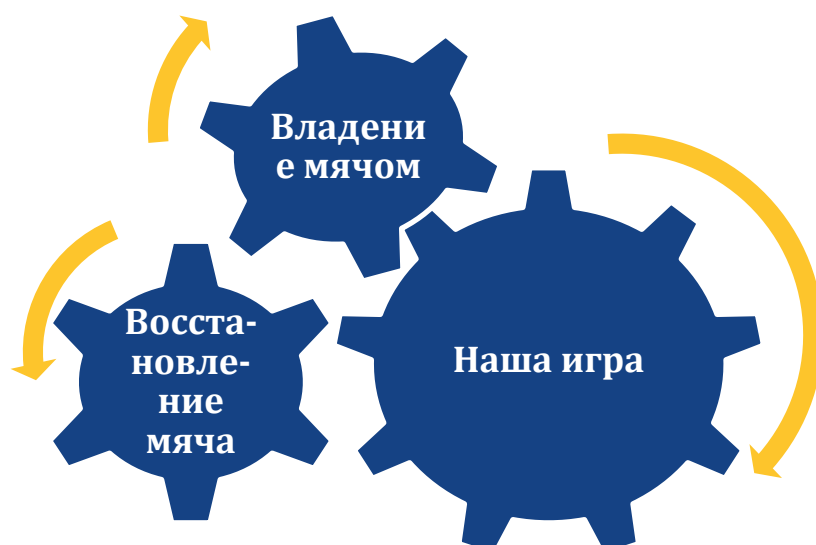 Владени
е мячом
Восста-
новле-
ние
мяча
Наша игра